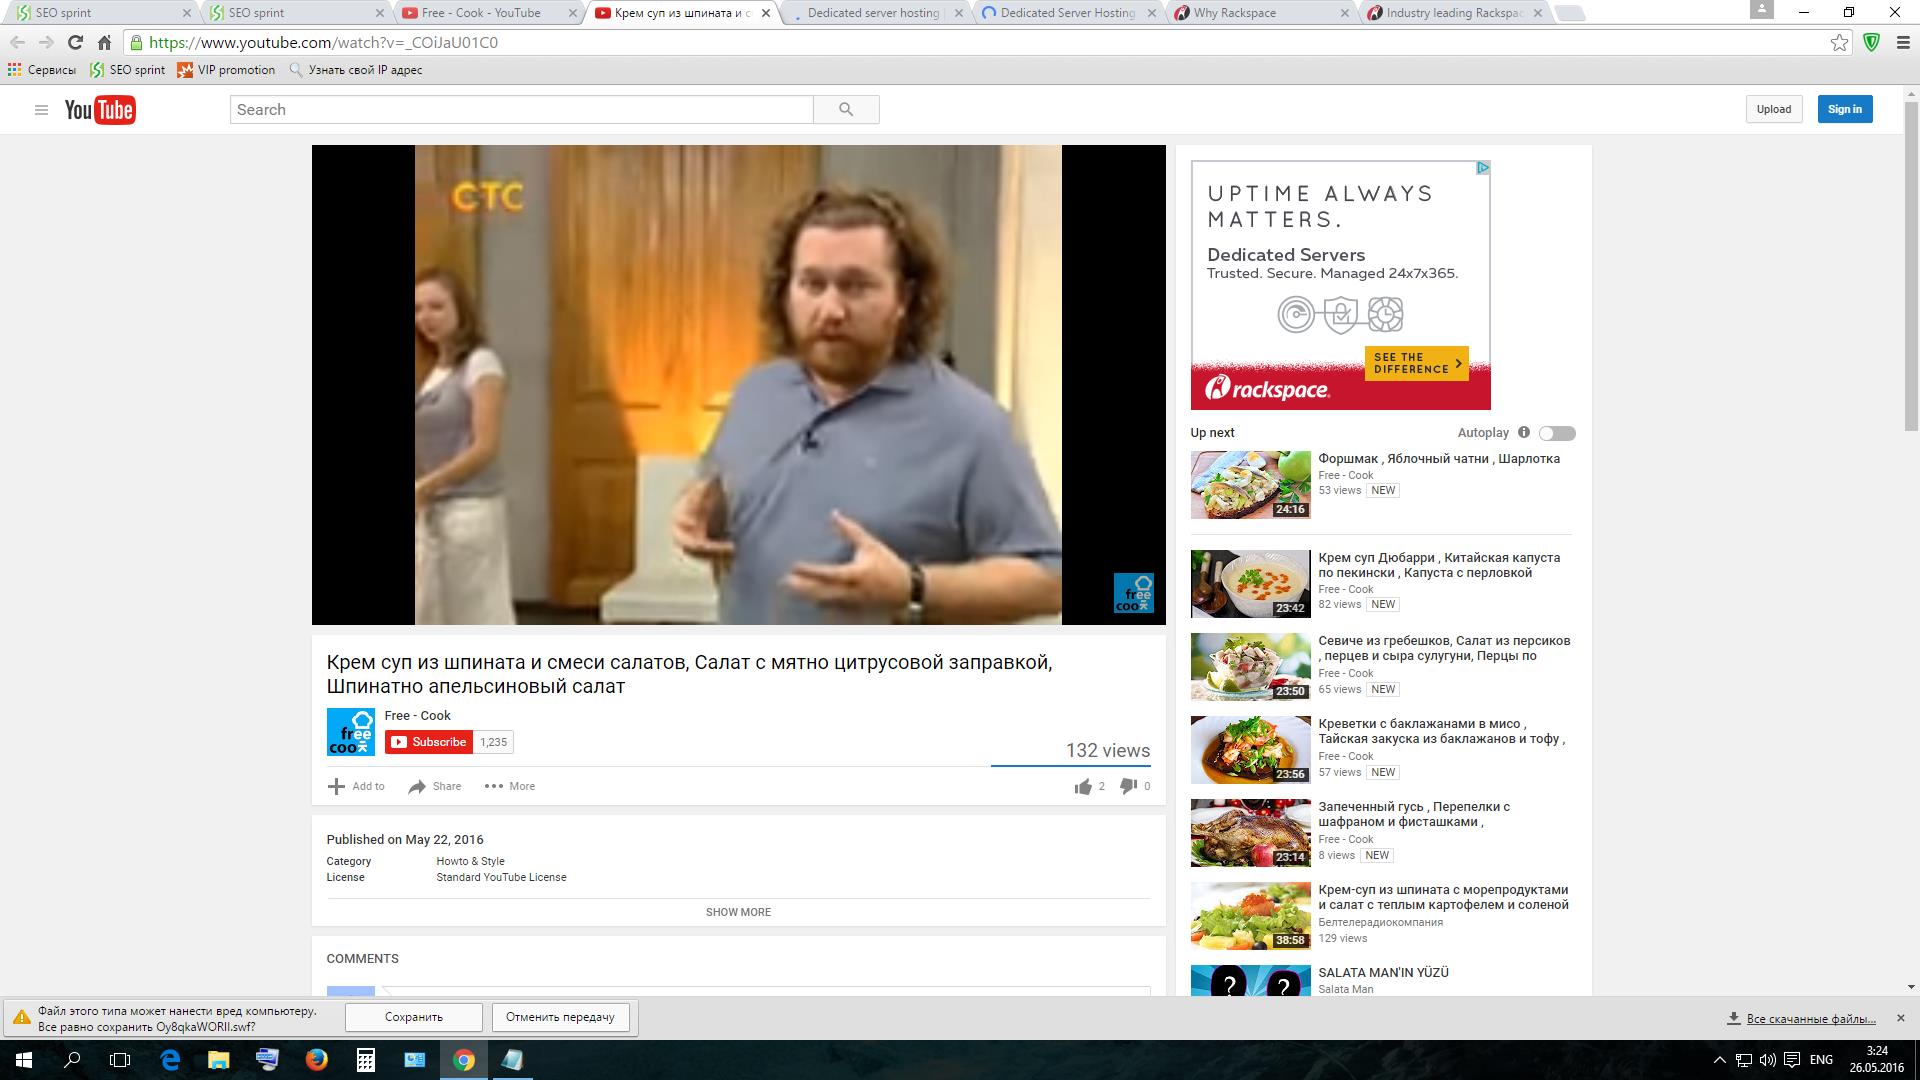 SEO sprint
SEO sprint
Free - Cook - YouTube
Крем суп из шпината и с
Dedicated server hosting
Dedicated Server Hosting
Why Rackspace
Industry leading Rackspac
https://www.youtube.com/watch?v=_COiJaU01C0
Сервисы
SEO sprint
VIP promotion
Узнать свой IP адрес
YouTube
Search
Upload
Sign in
СТС
free
cook
UPTIME ALWAYS
MATTERS.
Dedicated Servers
Trusted. Secure. Managed 24x7x365.
SEE THE
DIFFERENCE
rackspace.
Крем суп из шпината и смеси салатов, Салат с мятно цитрусовой заправкой,
Шпинатно апельсиновый салат
free
cook
Free - Cook
Subscribe
1,235
132 views
Add to
Share
More
2
0
Published on May 22, 2016
Category Howto & Style
License Standard YouTube License
SHOW MORE
COMMENTS
Up next
Autoplay
Форшмак , Яблочный чатни , Шарлотка
Free - Cook
53 views NEW
24:16
Крем суп Дюбарри , Китайская капуста
по пекински , Капуста с перловкой
Free - Cook
82 views NEW
23:42
Севиче из гребешков, Салат из персиков
, перцев и сыра сулугуни, Перцы по
Free - Cook
65 views NEW
23:50
Креветки с баклажанами в мисо ,
Тайская закуска из баклажанов и тофу ,
Free - Cook
57 views NEW
23:56
Запеченный гусь , Перепелки с
шафраном и фисташками ,
Free - Cook
8 views NEW
23:14
Крем-суп из шпината с морепродуктами
и салат с теплым картофелем и соленой
Белтелерадиокомпания
129 views
38:58
SALATA MAN'IN YÜZÜ
Salata Man
? ?
Файл этого типа может нанести вред компьютеру.
Все равно сохранить Oy8qkaWORII.swf?
Сохранить
Отменить передачу
Все скачанные файлы...
ENG
3:24
26.05.2016